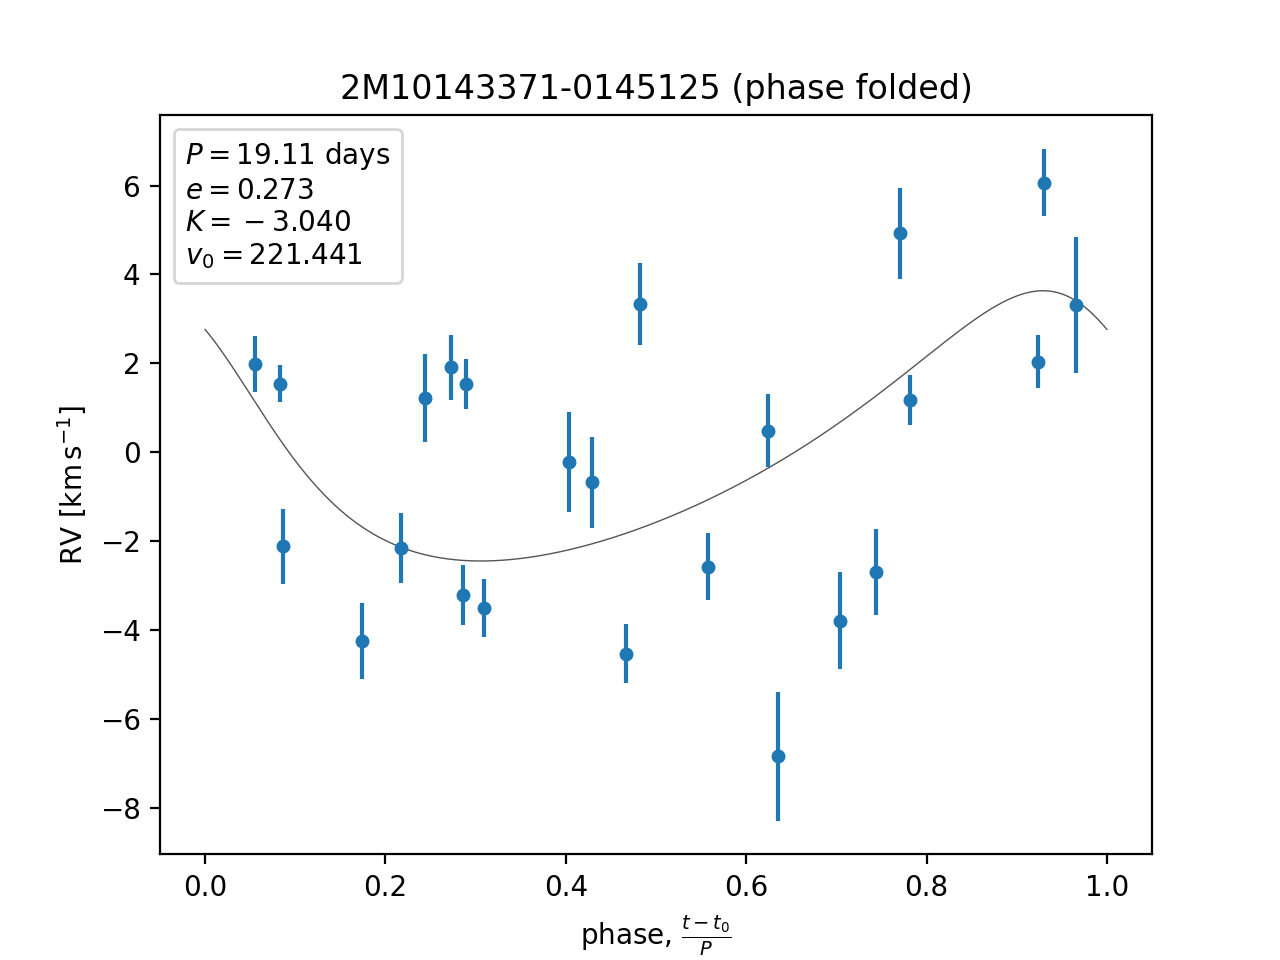 2M10143371-0145125 (phase folded)
P = 19.11 days
e = 0.273
K = −3.040
v₀ = 221.441
RV [km s⁻¹]
6
4
2
0
−2
−4
−6
−8
0.0 0.2 0.4 0.6 0.8 1.0
phase, (t − t₀)/P